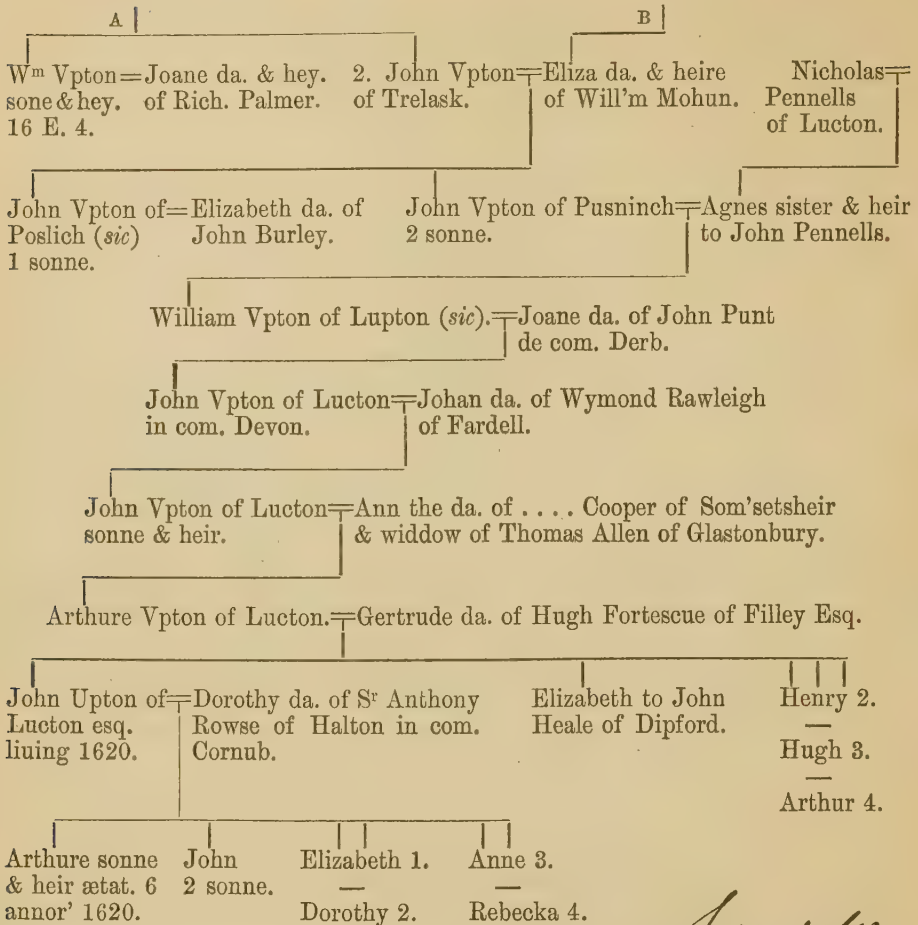 A
B
Wᵐ Vpton = Joane da. & hey. 2. John Vpton = Eliza da. & heire Nicholas =
sone & hey. of Rich. Palmer. of Trelask. of Will'm Mohun. Pennells
16 E. 4. of Lucton.
John Vpton of = Elizabeth da. of John Vpton of Pusninch = Agnes sister & heir
Poslich (sic) John Burley. 2 sonne. to John Pennells.
1 sonne.
William Vpton of Lupton (sic). = Joane da. of John Punt
de com. Derb.
John Vpton of Lucton = Johan da. of Wymond Rawleigh
in com. Devon. of Fardell.
John Vpton of Lucton = Ann the da. of . . . . Cooper of Som'setsheir
sonne & heir. & widdow of Thomas Allen of Glastonbury.
Arthure Vpton of Lucton. = Gertrude da. of Hugh Fortescue of Filley Esq.
John Upton of = Dorothy da. of Sʳ Anthony Elizabeth to John Henry 2.
Lucton esq. Rowse of Halton in com. Heale of Dipford. —
liuing 1620. Cornub. Hugh 3.
—
Arthur 4.
Arthure sonne John Elizabeth 1. Anne 3.
& heir ætat. 6 2 sonne. — —
annor' 1620. Dorothy 2. Rebecka 4.